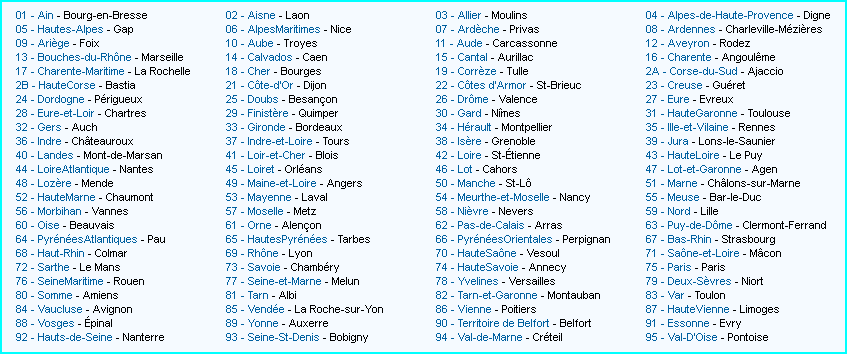 01 - Ain - Bourg-en-Bresse 02 - Aisne - Laon 03 - Allier - Moulins 04 - Alpes-de-Haute-Provence - Digne
05 - Hautes-Alpes - Gap 06 - AlpesMaritimes - Nice 07 - Ardèche - Privas 08 - Ardennes - Charleville-Mézières
09 - Ariège - Foix 10 - Aube - Troyes 11 - Aude - Carcassonne 12 - Aveyron - Rodez
13 - Bouches-du-Rhône - Marseille 14 - Calvados - Caen 15 - Cantal - Aurillac 16 - Charente - Angoulême
17 - Charente-Maritime - La Rochelle 18 - Cher - Bourges 19 - Corrèze - Tulle 2A - Corse-du-Sud - Ajaccio
2B - HauteCorse - Bastia 21 - Côte-d'Or - Dijon 22 - Côtes d'Armor - St-Brieuc 23 - Creuse - Guéret
24 - Dordogne - Périgueux 25 - Doubs - Besançon 26 - Drôme - Valence 27 - Eure - Evreux
28 - Eure-et-Loir - Chartres 29 - Finistère - Quimper 30 - Gard - Nîmes 31 - HauteGaronne - Toulouse
32 - Gers - Auch 33 - Gironde - Bordeaux 34 - Hérault - Montpellier 35 - Ille-et-Vilaine - Rennes
36 - Indre - Châteauroux 37 - Indre-et-Loire - Tours 38 - Isère - Grenoble 39 - Jura - Lons-le-Saunier
40 - Landes - Mont-de-Marsan 41 - Loir-et-Cher - Blois 42 - Loire - St-Étienne 43 - HauteLoire - Le Puy
44 - LoireAtlantique - Nantes 45 - Loiret - Orléans 46 - Lot - Cahors 47 - Lot-et-Garonne - Agen
48 - Lozère - Mende 49 - Maine-et-Loire - Angers 50 - Manche - St-Lô 51 - Marne - Châlons-sur-Marne
52 - HauteMarne - Chaumont 53 - Mayenne - Laval 54 - Meurthe-et-Moselle - Nancy 55 - Meuse - Bar-le-Duc
56 - Morbihan - Vannes 57 - Moselle - Metz 58 - Nièvre - Nevers 59 - Nord - Lille
60 - Oise - Beauvais 61 - Orne - Alençon 62 - Pas-de-Calais - Arras 63 - Puy-de-Dôme - Clermont-Ferrand
64 - PyrénéesAtlantiques - Pau 65 - HautesPyrénées - Tarbes 66 - PyrénéesOrientales - Perpignan 67 - Bas-Rhin - Strasbourg
68 - Haut-Rhin - Colmar 69 - Rhône - Lyon 70 - HauteSaône - Vesoul 71 - Saône-et-Loire - Mâcon
72 - Sarthe - Le Mans 73 - Savoie - Chambéry 74 - HauteSavoie - Annecy 75 - Paris - Paris
76 - SeineMaritime - Rouen 77 - Seine-et-Marne - Melun 78 - Yvelines - Versailles 79 - Deux-Sèvres - Niort
80 - Somme - Amiens 81 - Tarn - Albi 82 - Tarn-et-Garonne - Montauban 83 - Var - Toulon
84 - Vaucluse - Avignon 85 - Vendée - La Roche-sur-Yon 86 - Vienne - Poitiers 87 - HauteVienne - Limoges
88 - Vosges - Épinal 89 - Yonne - Auxerre 90 - Territoire de Belfort - Belfort 91 - Essonne - Evry
92 - Hauts-de-Seine - Nanterre 93 - Seine-St-Denis - Bobigny 94 - Val-de-Marne - Créteil 95 - Val-D'Oise - Pontoise